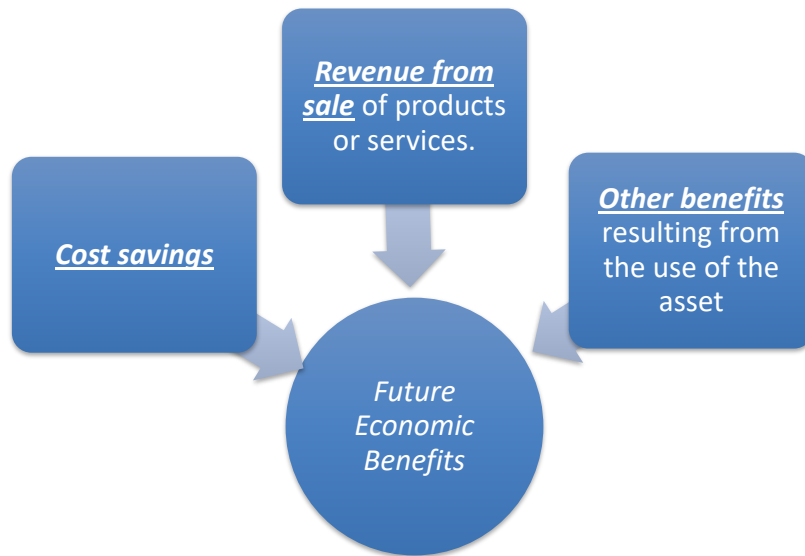 Revenue from
sale of products
or services.
Cost savings
Other benefits
resulting from
the use of the
asset
Future
Economic
Benefits